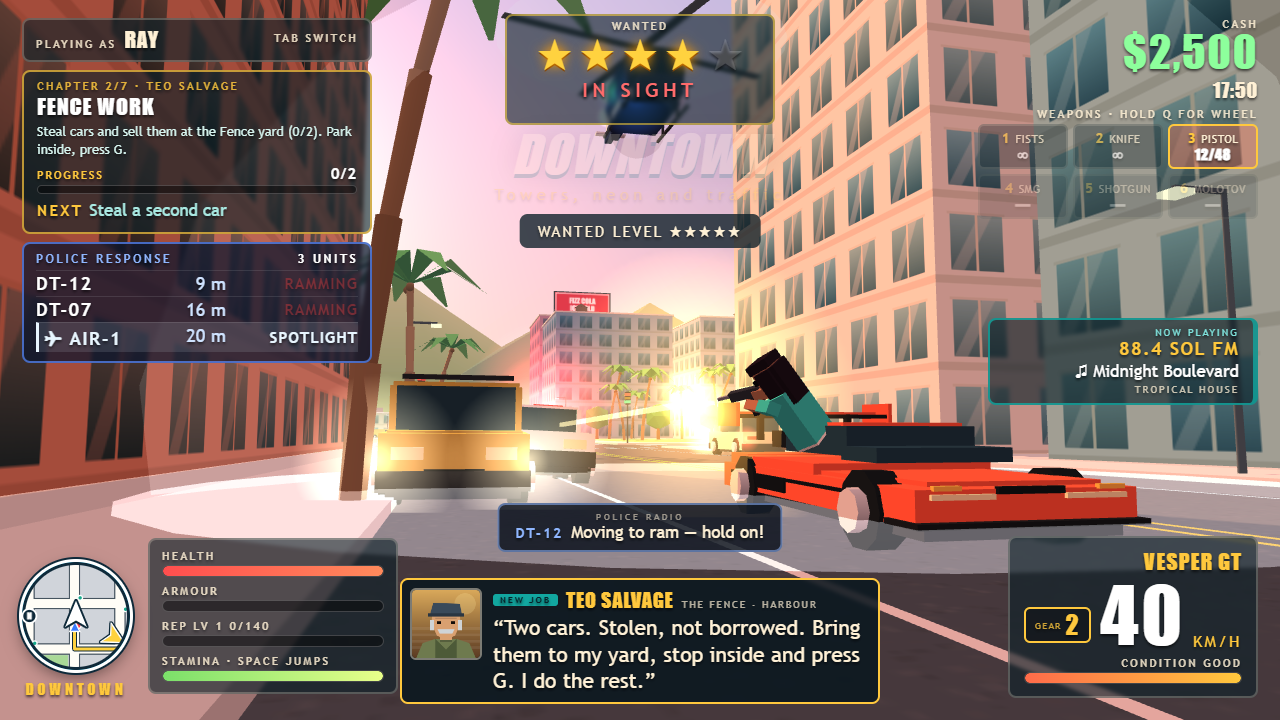 PLAYING AS RAY TAB SWITCH
CHAPTER 2/7 · TEO SALVAGE
FENCE WORK
Steal cars and sell them at the Fence yard (0/2). Park
inside, press G.
PROGRESS 0/2
NEXT Steal a second car
POLICE RESPONSE 3 UNITS
DT-12 9 m RAMMING
DT-07 16 m RAMMING
AIR-1 20 m SPOTLIGHT
WANTED
IN SIGHT
DOWNTOWN
Towers, neon and
WANTED LEVEL ★★★★★
CASH
$2,500
17:50
WEAPONS · HOLD Q FOR WHEEL
1 FISTS ∞
2 KNIFE ∞
3 PISTOL 12/48
4 SMG —
5 SHOTGUN —
6 MOLOTOV —
NOW PLAYING
88.4 SOL FM
♫ Midnight Boulevard
TROPICAL HOUSE
FIZZ COLA
POLICE RADIO
DT-12 Moving to ram — hold on!
HEALTH
ARMOUR
REP LV 1 0/140
STAMINA · SPACE JUMPS
DOWNTOWN
NEW JOB TEO SALVAGE THE FENCE · HARBOUR
“Two cars. Stolen, not borrowed. Bring
them to my yard, stop inside and press
G. I do the rest.”
VESPER GT
GEAR 2 40 KM/H
CONDITION GOOD